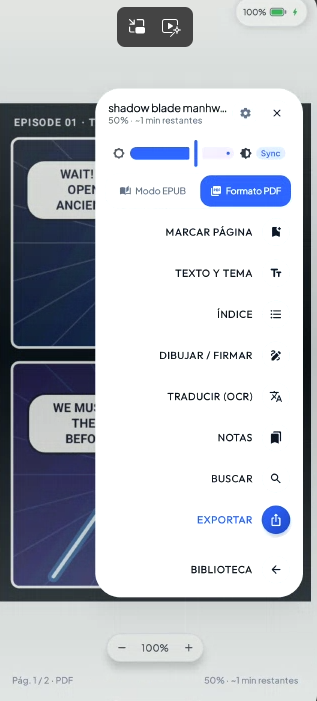 100%
EPISODE 01 · T
shadow blade manhw...
50% · ~1 min restantes
Sync
Modo EPUB
Formato PDF
WAIT!
OPEN
ANCIE
MARCAR PÁGINA
TEXTO Y TEMA
ÍNDICE
DIBUJAR / FIRMAR
TRADUCIR (OCR)
WE MUS
THE
BEFO
NOTAS
BUSCAR
EXPORTAR
BIBLIOTECA
− 100% +
Pág. 1 / 2 · PDF
50% · ~1 min restantes